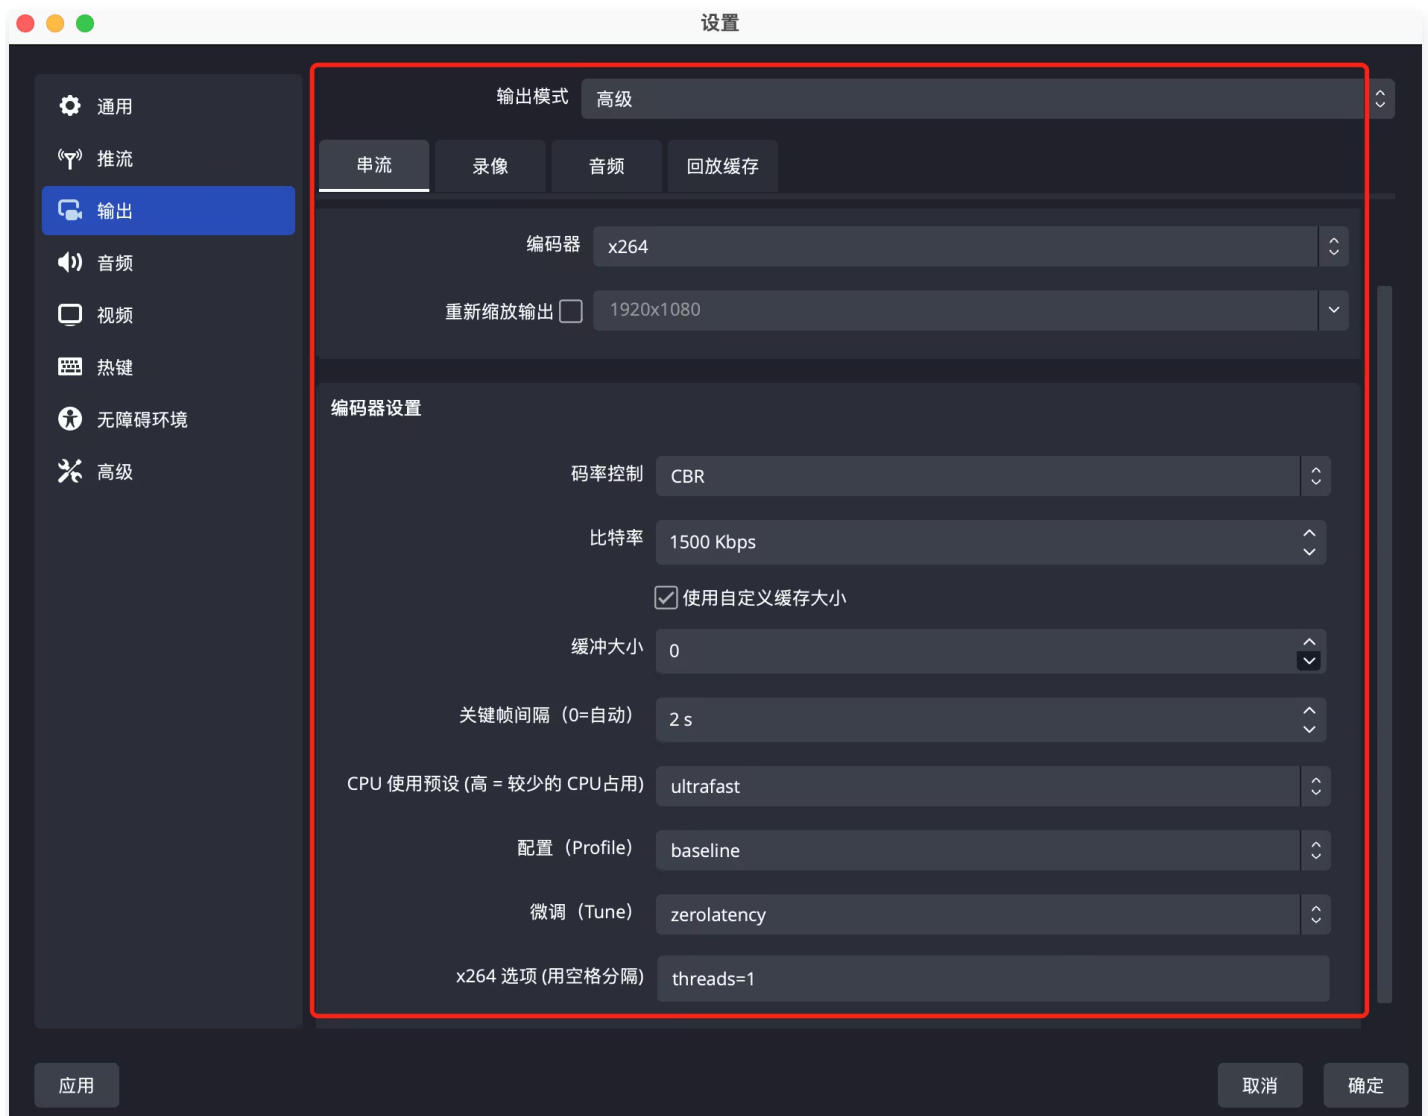 设置
通用
推流
输出
音频
视频
热键
无障碍环境
高级
输出模式 高级
串流 录像 音频 回放缓存
编码器 x264
重新缩放输出 1920x1080
编码器设置
码率控制 CBR
比特率 1500 Kbps
使用自定义缓存大小
缓冲大小 0
关键帧间隔（0=自动） 2 s
CPU 使用预设 (高 = 较少的 CPU占用) ultrafast
配置（Profile） baseline
微调（Tune） zerolatency
x264 选项 (用空格分隔) threads=1
应用 取消 确定